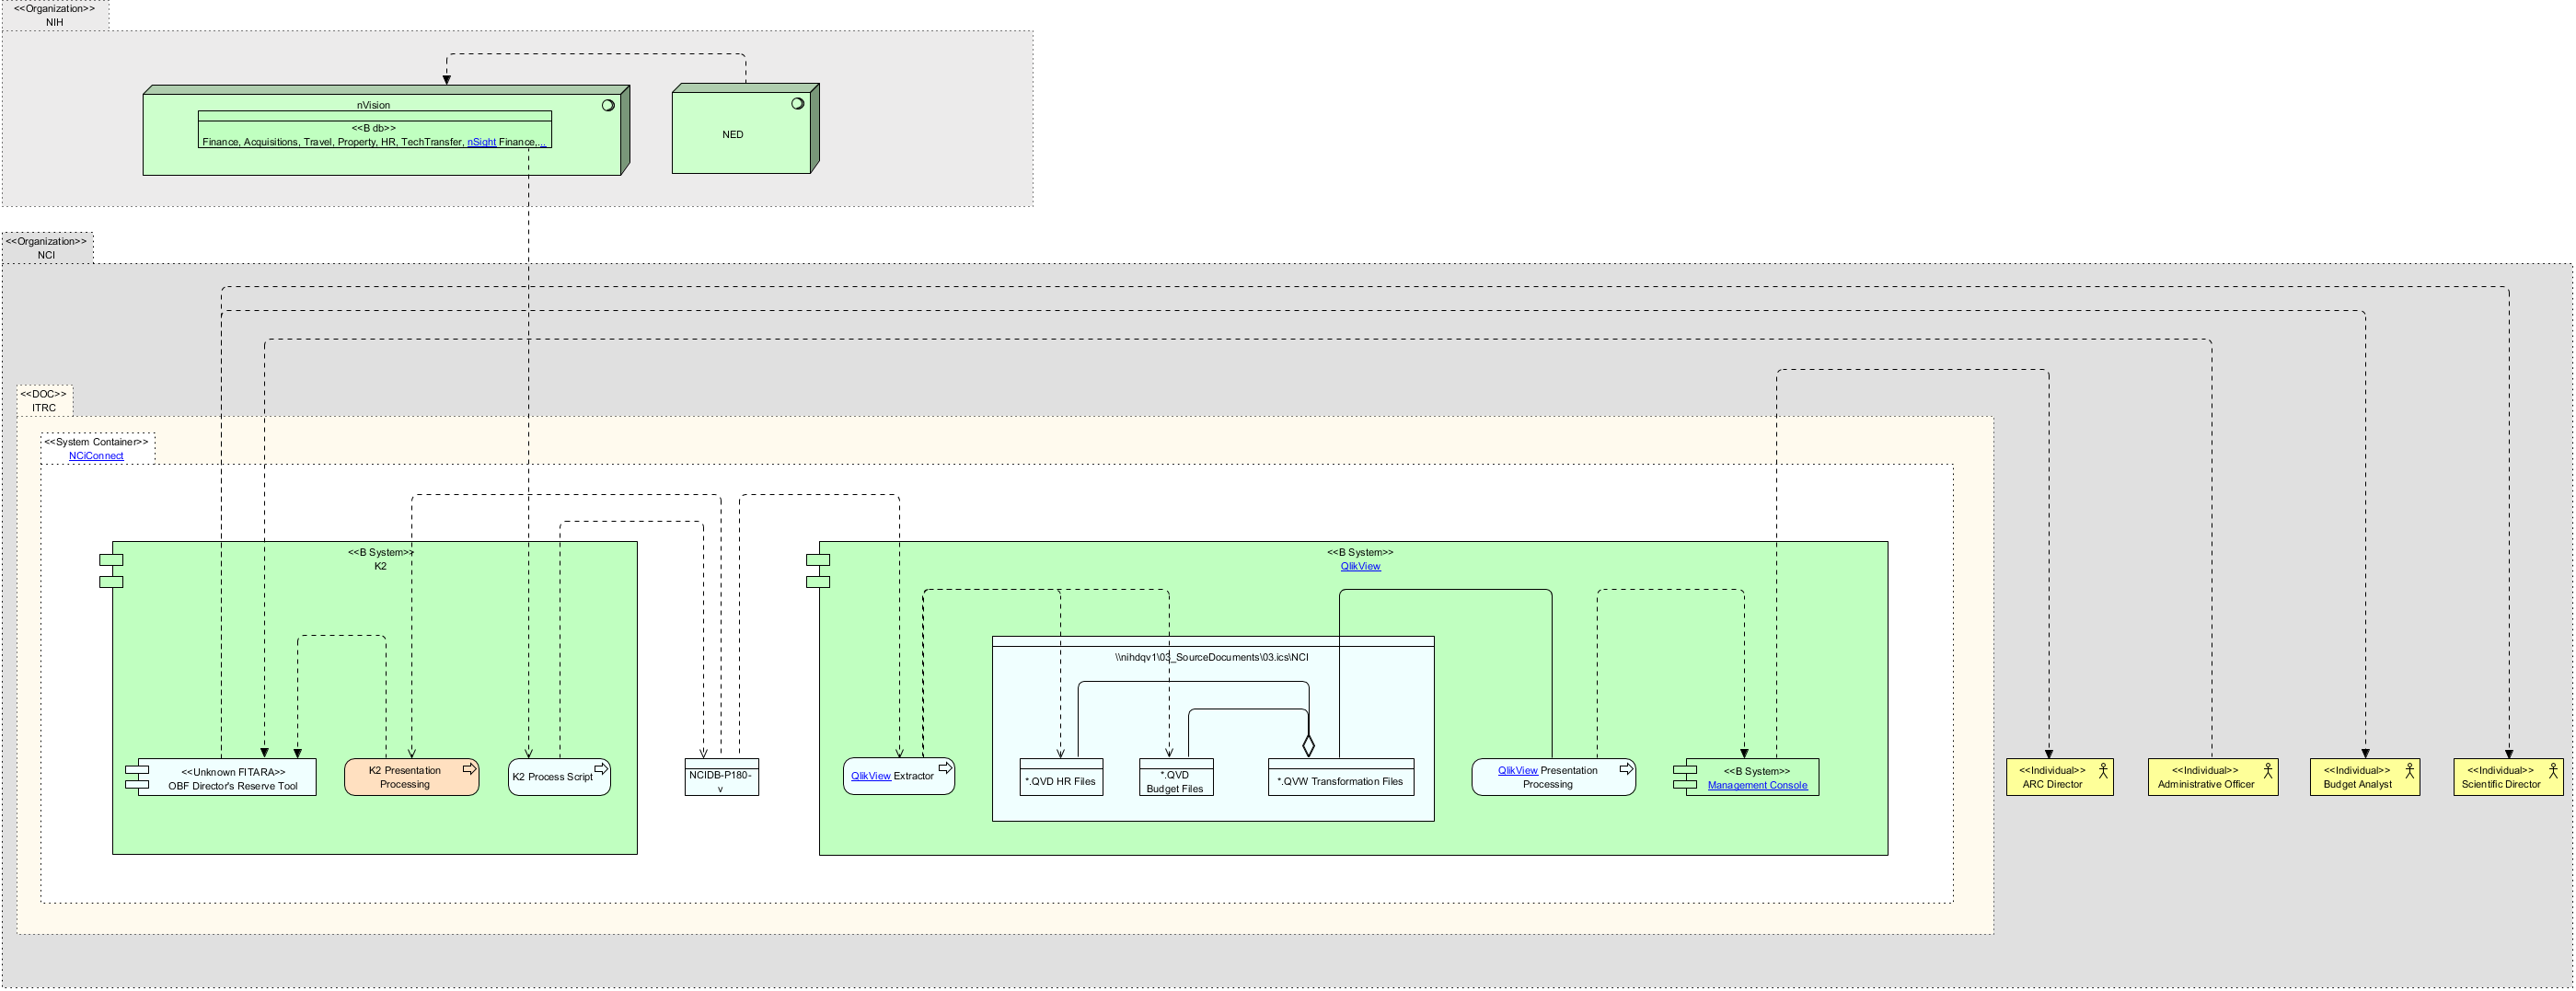 <<Organization>>
NIH
nVision
<<B db>>
Finance, Acquisitions, Travel, Property, HR, TechTransfer, nSight Finance,...
NED
<<Organization>>
NCI
<<DOC>>
ITRC
<<System Container>>
NCiConnect
<<B System>>
K2
<<Unknown FITARA>>
OBF Director's Reserve Tool
K2 Presentation
Processing
K2 Process Script
NCIDB-P180-
v
<<B System>>
QlikView
QlikView Extractor
\\nihdqv1\03_SourceDocuments\03.ics\NCI
*.QVD HR Files
*.QVD
Budget Files
*.QVW Transformation Files
QlikView Presentation
Processing
<<B System>>
Management Console
<<Individual>>
ARC Director
<<Individual>>
Administrative Officer
<<Individual>>
Budget Analyst
<<Individual>>
Scientific Director